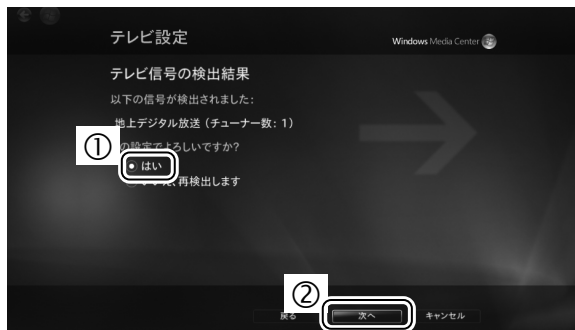 テレビ設定
Windows Media Center
テレビ信号の検出結果
以下の信号が検出されました:
地上デジタル放送 (チューナー数: 1)
の設定でよろしいですか?
①
はい
再検出します
②
戻る
次へ
キャンセル